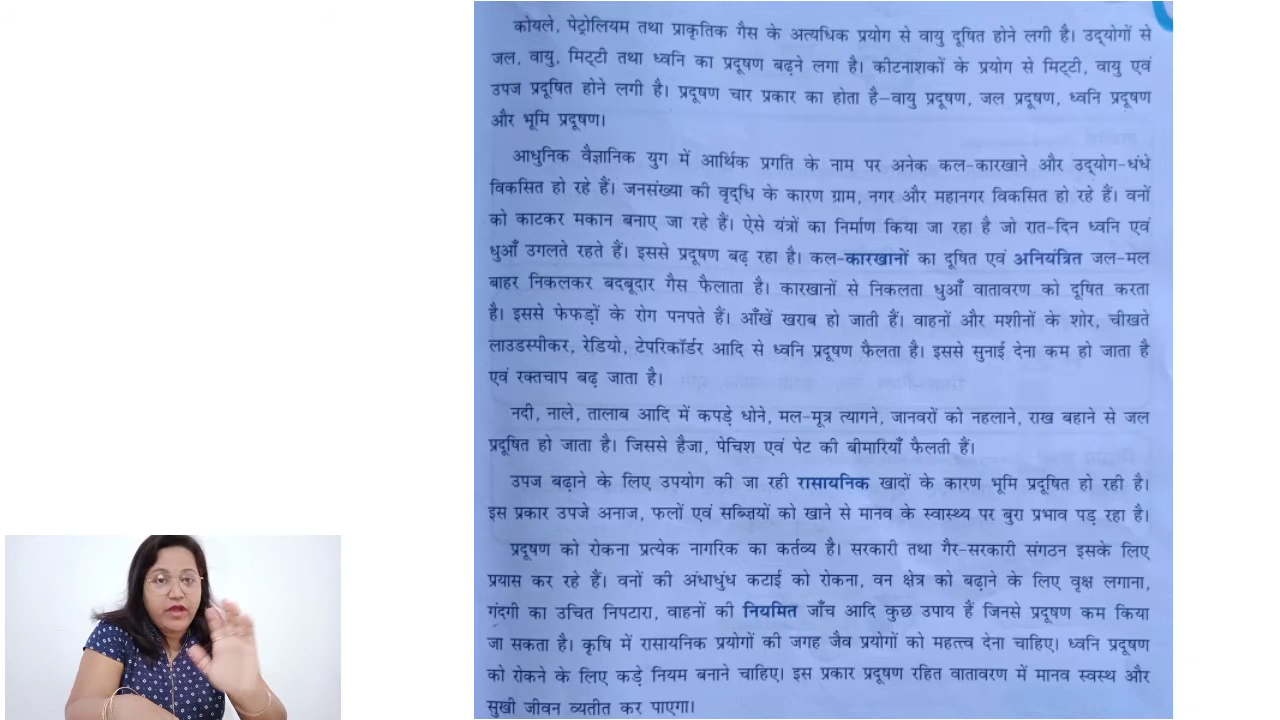 कोयले, पेट्रोलियम तथा प्राकृतिक गैस के अत्यधिक प्रयोग से वायु दूषित होने लगी है। उद्‌योगों से
जल, वायु, मिट्‌टी तथा ध्वनि का प्रदूषण बढ़ने लगा है। कीटनाशकों के प्रयोग से मिट्‌टी, वायु एवं
उपज प्रदूषित होने लगी है। प्रदूषण चार प्रकार का होता है–वायु प्रदूषण, जल प्रदूषण, ध्वनि प्रदूषण
और भूमि प्रदूषण।
आधुनिक वैज्ञानिक युग में आर्थिक प्रगति के नाम पर अनेक कल-कारखाने और उद्‌योग-धंधे
विकसित हो रहे हैं। जनसंख्या की वृद्‌धि के कारण ग्राम, नगर और महानगर विकसित हो रहे हैं। वनों
को काटकर मकान बनाए जा रहे हैं। ऐसे यंत्रों का निर्माण किया जा रहा है जो रात-दिन ध्वनि एवं
धुआँ उगलते रहते हैं। इससे प्रदूषण बढ़ रहा है। कल-कारखानों का दूषित एवं अनियंत्रित जल-मल
बाहर निकलकर बदबूदार गैस फैलाता है। कारखानों से निकलता धुआँ वातावरण को दूषित करता
है। इससे फेफड़ों के रोग पनपते हैं। आँखें खराब हो जाती हैं। वाहनों और मशीनों के शोर, चीखते
लाउडस्पीकर, रेडियो, टेपरिकॉर्डर आदि से ध्वनि प्रदूषण फैलता है। इससे सुनाई देना कम हो जाता है
एवं रक्तचाप बढ़ जाता है।
नदी, नाले, तालाब आदि में कपड़े धोने, मल-मूत्र त्यागने, जानवरों को नहलाने, राख बहाने से जल
प्रदूषित हो जाता है। जिससे हैजा, पेचिश एवं पेट की बीमारियाँ फैलती हैं।
उपज बढ़ाने के लिए उपयोग की जा रही रासायनिक खादों के कारण भूमि प्रदूषित हो रही है।
इस प्रकार उपजे अनाज, फलों एवं सब्ज़ियों को खाने से मानव के स्वास्थ्य पर बुरा प्रभाव पड़ रहा है।
प्रदूषण को रोकना प्रत्येक नागरिक का कर्तव्य है। सरकारी तथा गैर-सरकारी संगठन इसके लिए
प्रयास कर रहे हैं। वनों की अंधाधुंध कटाई को रोकना, वन क्षेत्र को बढ़ाने के लिए वृक्ष लगाना,
गंदगी का उचित निपटारा, वाहनों की नियमित जाँच आदि कुछ उपाय हैं जिनसे प्रदूषण कम किया
जा सकता है। कृषि में रासायनिक प्रयोगों की जगह जैव प्रयोगों को महत्त्व देना चाहिए। ध्वनि प्रदूषण
को रोकने के लिए कड़े नियम बनाने चाहिए। इस प्रकार प्रदूषण रहित वातावरण में मानव स्वस्थ और
सुखी जीवन व्यतीत कर पाएगा।